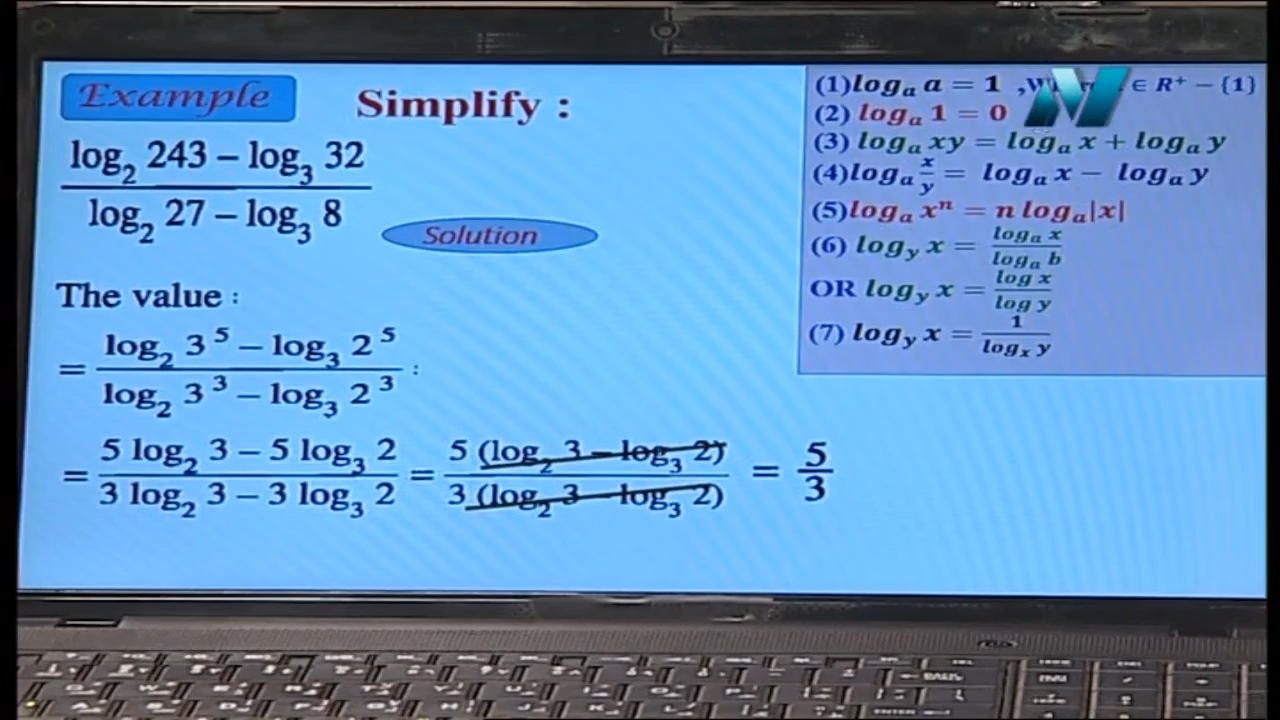 Example
Simplify :
log₂ 243 – log₃ 32
log₂ 27 – log₃ 8
Solution
The value :
= log₂ 3⁵ – log₃ 2⁵
log₂ 3³ – log₃ 2³ :
= 5 log₂ 3 – 5 log₃ 2 = 5 (log₂ 3 – log₃ 2) = 5
3 log₂ 3 – 3 log₃ 2 3 (log₂ 3 – log₃ 2) 3
(1) logₐ a = 1 , ∈ R⁺ – {1}
(2) logₐ 1 = 0
(3) logₐ xy = logₐ x + logₐ y
(4) logₐ x/y = logₐ x – logₐ y
(5) logₐ xⁿ = n logₐ|x|
(6) log_y x = logₐ x / logₐ b
OR log_y x = log x / log y
(7) log_y x = 1 / logₓ y